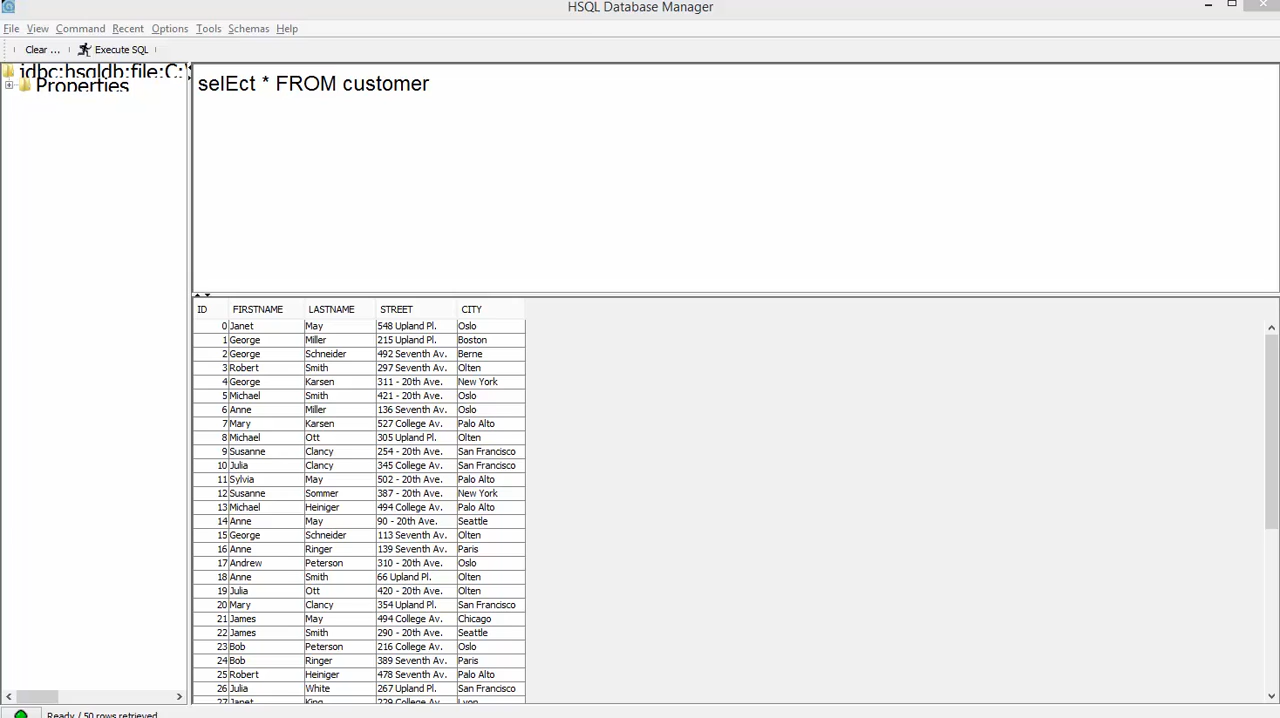 HSQL Database Manager
File View Command Recent Options Tools Schemas Help
Clear ... Execute SQL
jdbc:hsqldb:file:C:\
Properties
selEct * FROM customer
ID FIRSTNAME LASTNAME STREET CITY
0 Janet May 548 Upland Pl. Oslo
1 George Miller 215 Upland Pl. Boston
2 George Schneider 492 Seventh Av. Berne
3 Robert Smith 297 Seventh Av. Olten
4 George Karsen 311 - 20th Ave. New York
5 Michael Smith 421 - 20th Ave. Oslo
6 Anne Miller 136 Seventh Av. Oslo
7 Mary Karsen 527 College Av. Palo Alto
8 Michael Ott 305 Upland Pl. Olten
9 Susanne Clancy 254 - 20th Ave. San Francisco
10 Julia Clancy 345 College Av. San Francisco
11 Sylvia May 502 - 20th Ave. Palo Alto
12 Susanne Sommer 387 - 20th Ave. New York
13 Michael Heiniger 494 College Av. Palo Alto
14 Anne May 90 - 20th Ave. Seattle
15 George Schneider 113 Seventh Av. Olten
16 Anne Ringer 139 Seventh Av. Paris
17 Andrew Peterson 310 - 20th Ave. Oslo
18 Anne Smith 66 Upland Pl. Olten
19 Julia Ott 420 - 20th Ave. Olten
20 Mary Clancy 354 Upland Pl. San Francisco
21 James May 494 College Av. Chicago
22 James Smith 290 - 20th Ave. Seattle
23 Bob Peterson 216 College Av. Oslo
24 Bob Ringer 389 Seventh Av. Paris
25 Robert Heiniger 478 Seventh Av. Palo Alto
26 Julia White 267 Upland Pl. San Francisco
27 Janet King 229 College Av. Lyon
Ready / 50 rows retrieved